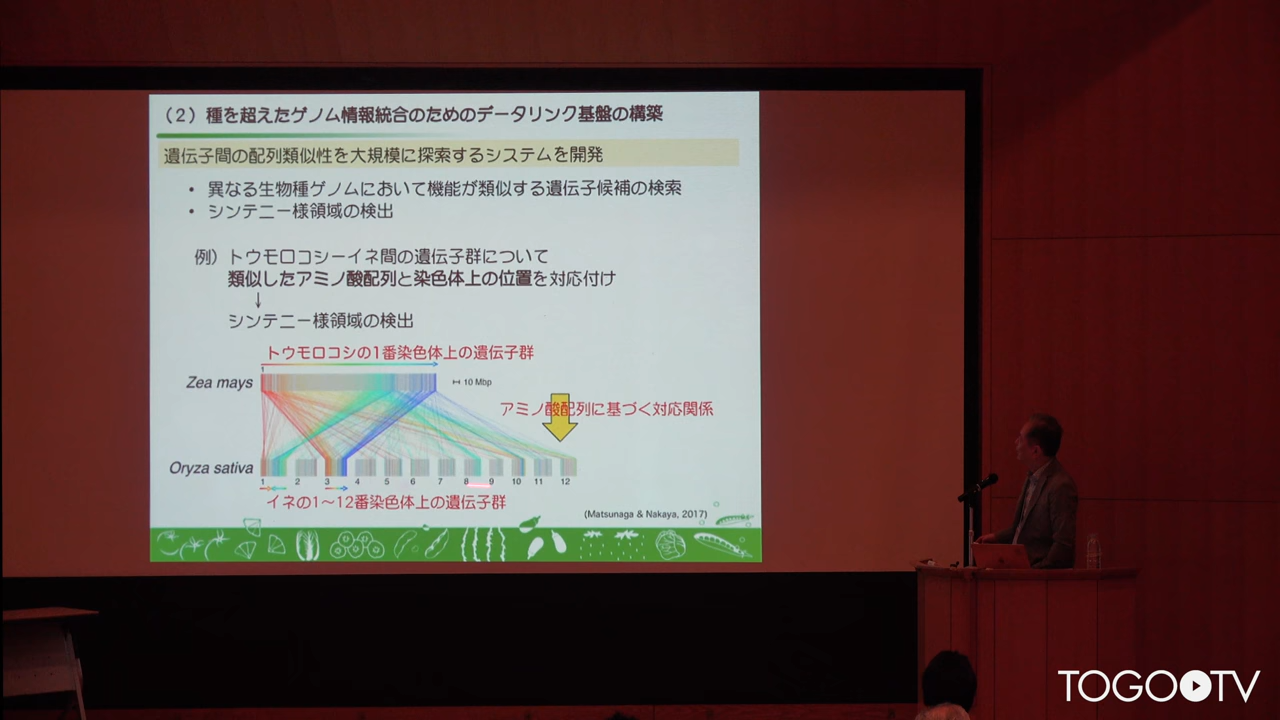 (2)種を超えたゲノム情報統合のためのデータリンク基盤の構築
遺伝子間の配列類似性を大規模に探索するシステムを開発
• 異なる生物種ゲノムにおいて機能が類似する遺伝子候補の検索
• シンテニー様領域の検出
例)トウモロコシーイネ間の遺伝子群について
類似したアミノ酸配列と染色体上の位置を対応付け
↓
シンテニー様領域の検出
トウモロコシの1番染色体上の遺伝子群
1
Zea mays
10 Mbp
アミノ酸配列に基づく対応関係
Oryza sativa
1 2 3 4 5 6 7 8 9 10 11 12
イネの1〜12番染色体上の遺伝子群
(Matsunaga & Nakaya, 2017)
TOGOTV